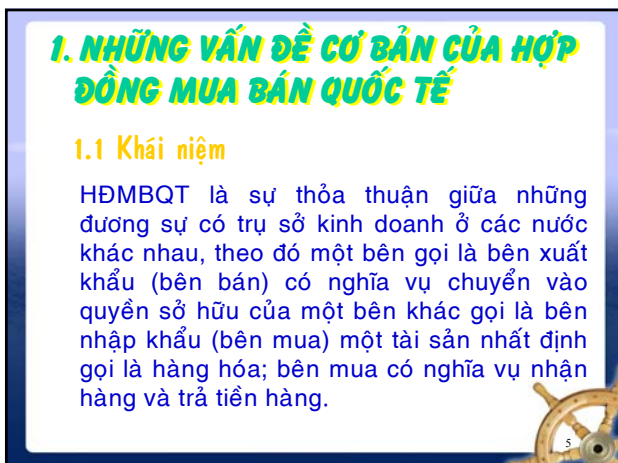 1. NHỮNG VẤN ĐỀ CƠ BẢN CỦA HỢP
ĐỒNG MUA BÁN QUỐC TẾ
1.1 Khái niệm
HĐMBQT là sự thỏa thuận giữa những
đương sự có trụ sở kinh doanh ở các nước
khác nhau, theo đó một bên gọi là bên xuất
khẩu (bên bán) có nghĩa vụ chuyển vào
quyền sở hữu của một bên khác gọi là bên
nhập khẩu (bên mua) một tài sản nhất định
gọi là hàng hóa; bên mua có nghĩa vụ nhận
hàng và trả tiền hàng.
5